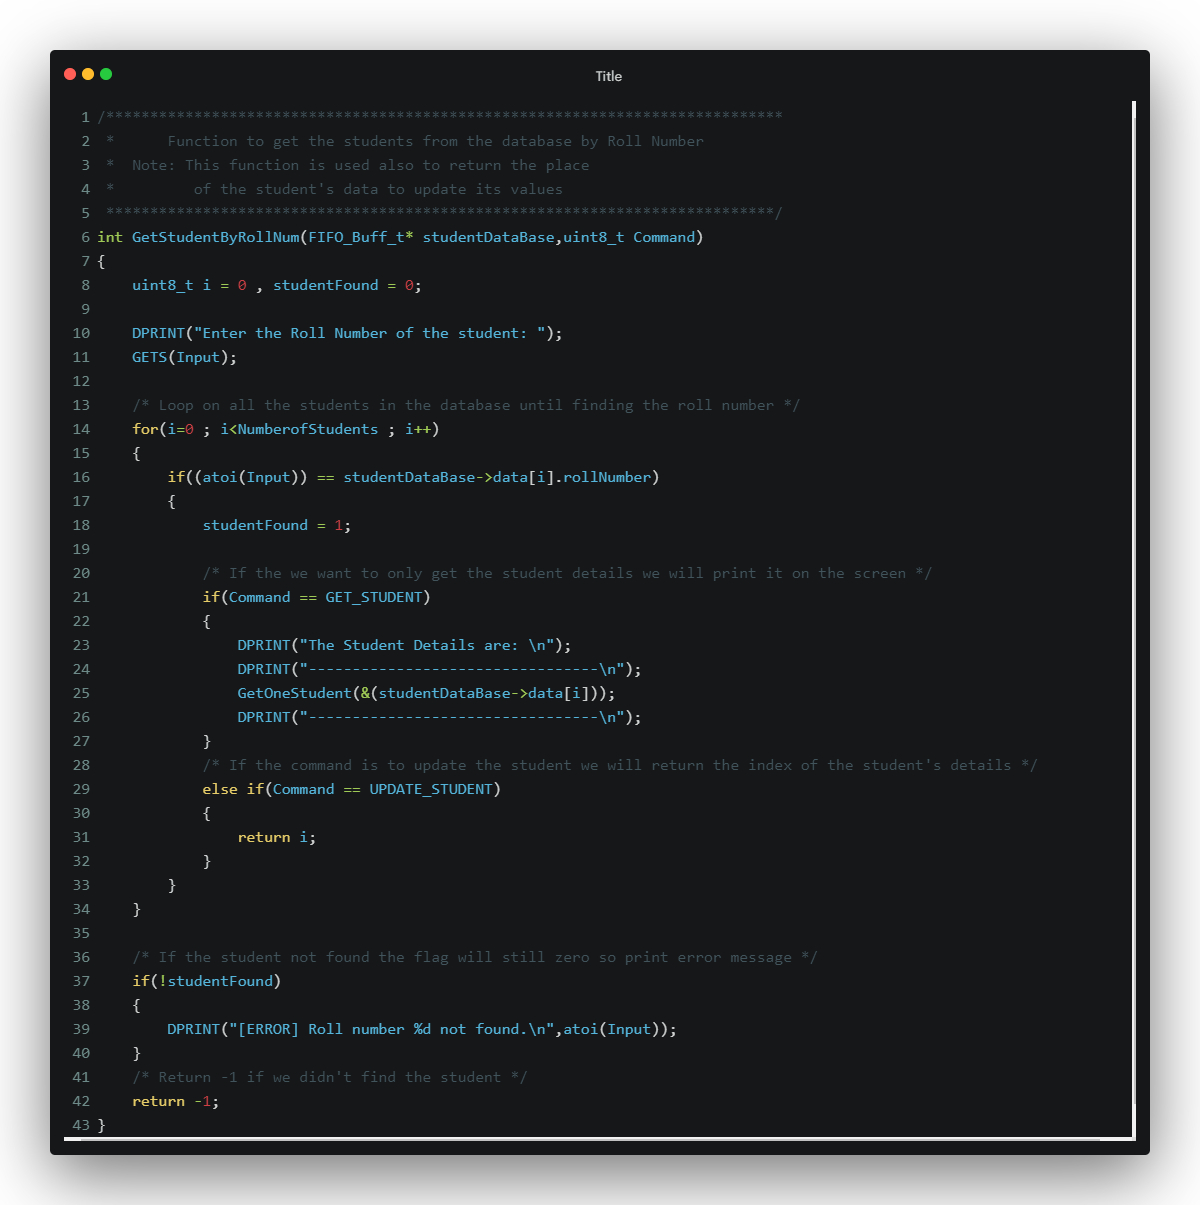 Title
1 /*****************************************************************************
2  *      Function to get the students from the database by Roll Number
3  *  Note: This function is used also to return the place
4  *         of the student's data to update its values
5  ****************************************************************************/
6 int GetStudentByRollNum(FIFO_Buff_t* studentDataBase,uint8_t Command)
7 {
8     uint8_t i = 0 , studentFound = 0;
9
10     DPRINT("Enter the Roll Number of the student: ");
11     GETS(Input);
12
13     /* Loop on all the students in the database until finding the roll number */
14     for(i=0 ; i<NumberofStudents ; i++)
15     {
16         if((atoi(Input)) == studentDataBase->data[i].rollNumber)
17         {
18             studentFound = 1;
19
20             /* If the we want to only get the student details we will print it on the screen */
21             if(Command == GET_STUDENT)
22             {
23                 DPRINT("The Student Details are: \n");
24                 DPRINT("---------------------------------\n");
25                 GetOneStudent(&(studentDataBase->data[i]));
26                 DPRINT("---------------------------------\n");
27             }
28             /* If the command is to update the student we will return the index of the student's details */
29             else if(Command == UPDATE_STUDENT)
30             {
31                 return i;
32             }
33         }
34     }
35
36     /* If the student not found the flag will still zero so print error message */
37     if(!studentFound)
38     {
39         DPRINT("[ERROR] Roll number %d not found.\n",atoi(Input));
40     }
41     /* Return -1 if we didn't find the student */
42     return -1;
43 }